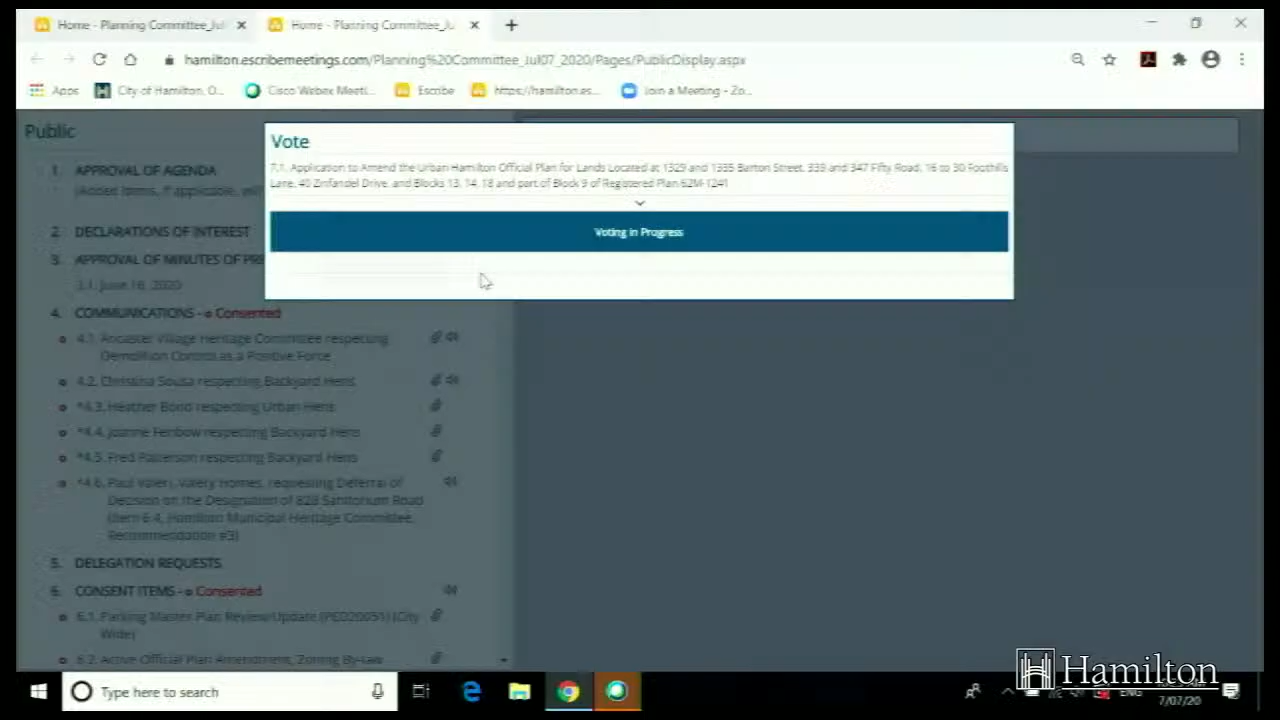 Home - Planning Committee_Jul
Home - Planning Committee_Ju
hamilton.escribemeetings.com/Planning%20Committee_Jul07_2020/Pages/PublicDisplay.aspx
Apps City of Hamilton, O... Cisco Webex Meeti... Escribe https://hamilton.es... Join a Meeting - Zo...
Public
Vote
7.1. Application to Amend the Urban Hamilton Official Plan for Lands Located at 1329 and 1335 Barton Street, 339 and 347 Fifty Road, 16 to 30 Foothills
Lane, 40 Zinfandel Drive, and Blocks 13, 14, 18 and part of Block 9 of Registered Plan 62M-1241
Voting in Progress
1. APPROVAL OF AGENDA
(Added Items, if applicable, will
2. DECLARATIONS OF INTEREST
3. APPROVAL OF MINUTES OF PRE
3.1. June 16, 2020
4. COMMUNICATIONS - Consented
4.1. Ancaster Village Heritage Committee respecting
Demolition Control as a Positive Force
4.2. Christina Sousa respecting Backyard Hens
*4.3. Heather Bond respecting Urban Hens
*4.4. Joanne Fenbow respecting Backyard Hens
*4.5. Fred Patterson respecting Backyard Hens
*4.6. Paul Valeri, Valery Homes, requesting Deferral of
Decision on the Designation of 828 Sanitorium Road
(Item 6.4, Hamilton Municipal Heritage Committee,
Recommendation #3)
5. DELEGATION REQUESTS
6. CONSENT ITEMS - Consented
6.1. Parking Master Plan Review/Update (PED20051) (City
Wide)
6.2. Active Official Plan Amendment, Zoning By-law
Hamilton
Type here to search
ENG
7/07/20